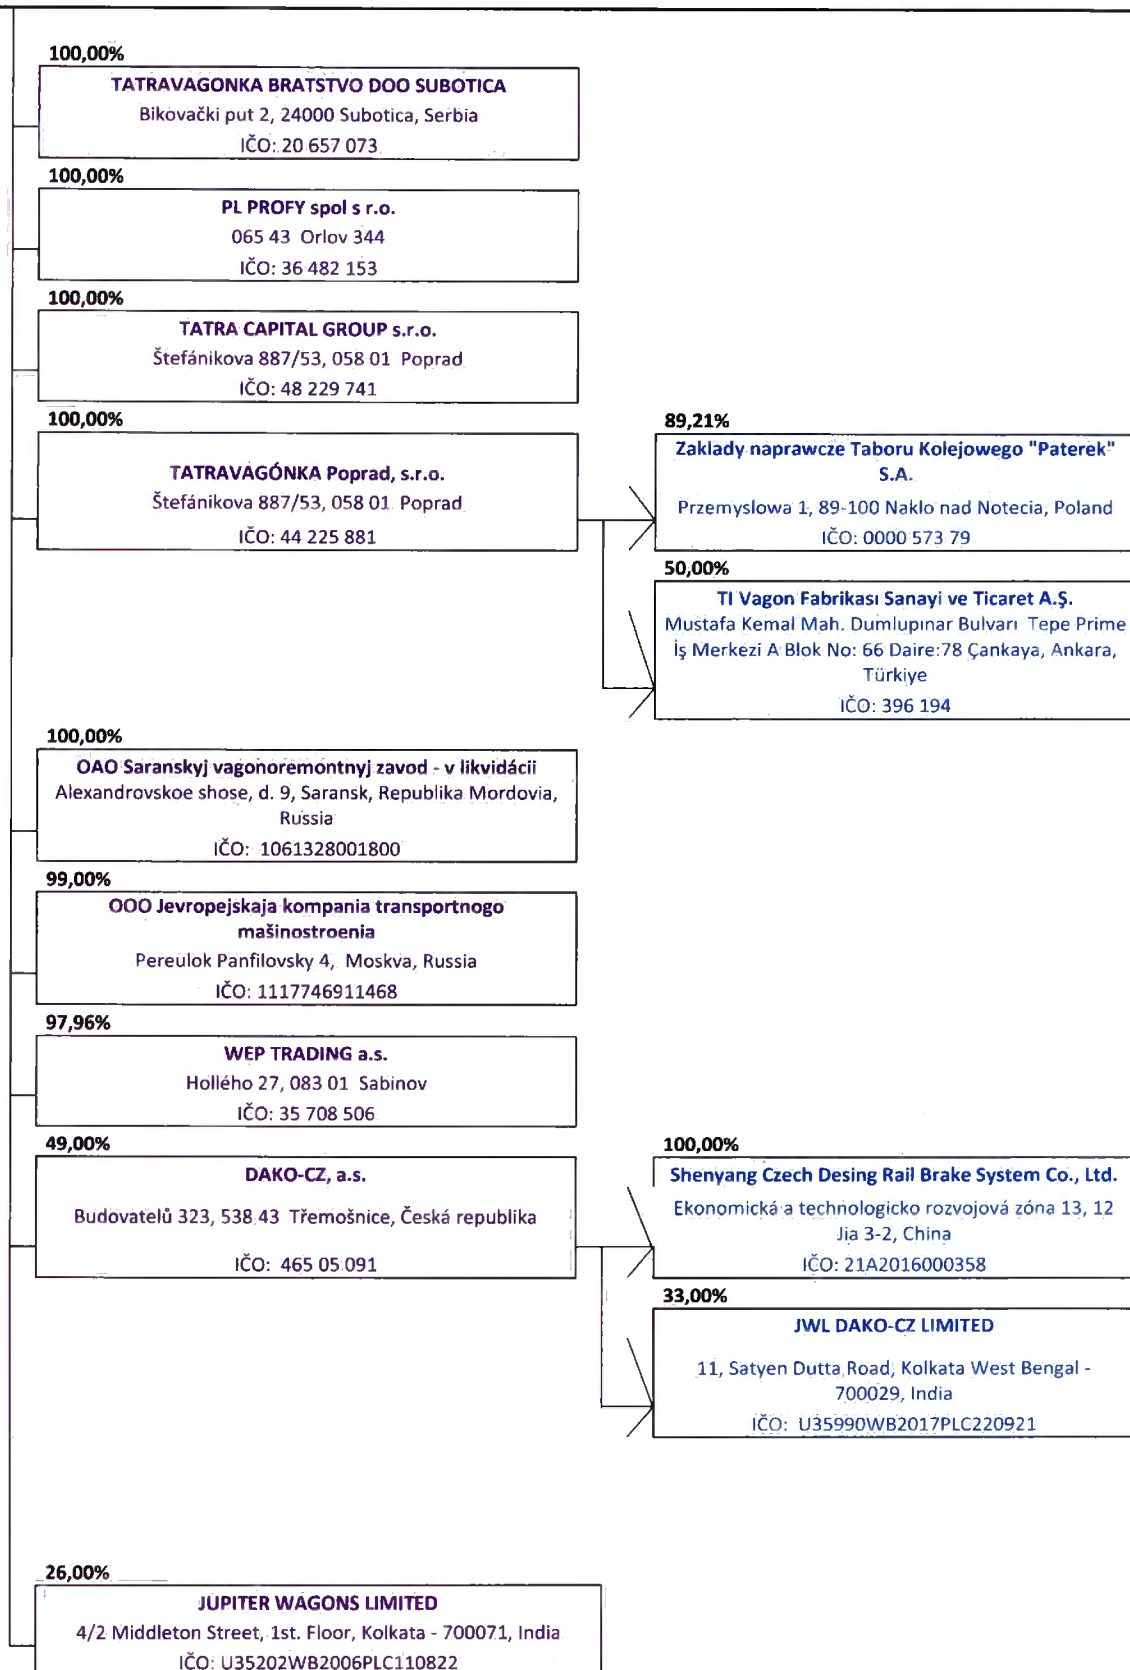 100,00%
TATRAVAGONKA BRATSTVO DOO SUBOTICA
Bikovački put 2, 24000 Subotica, Serbia
IČO: 20 657 073
100,00%
PL PROFY spol s r.o.
065 43 Orlov 344
IČO: 36 482 153
100,00%
TATRA CAPITAL GROUP s.r.o.
Štefánikova 887/53, 058 01 Poprad
IČO: 48 229 741
100,00%
TATRAVAGÓNKA Poprad, s.r.o.
Štefánikova 887/53, 058 01 Poprad
IČO: 44 225 881
89,21%
Zaklady naprawcze Taboru Kolejowego "Paterek"
S.A.
Przemyslowa 1, 89-100 Naklo nad Notecia, Poland
IČO: 0000 573 79
50,00%
TI Vagon Fabrikası Sanayi ve Ticaret A.Ş.
Mustafa Kemal Mah. Dumlupınar Bulvarı Tepe Prime
İş Merkezi A Blok No: 66 Daire:78 Çankaya, Ankara,
Türkiye
IČO: 396 194
100,00%
OAO Saranskyj vagonoremontnyj zavod - v likvidácii
Alexandrovskoe shose, d. 9, Saransk, Republika Mordovia,
Russia
IČO: 1061328001800
99,00%
OOO Jevropejskaja kompania transportnogo
mašinostroenia
Pereulok Panfilovsky 4, Moskva, Russia
IČO: 1117746911468
97,96%
WEP TRADING a.s.
Hollého 27, 083 01 Sabinov
IČO: 35 708 506
49,00%
DAKO-CZ, a.s.
Budovatelů 323, 538 43 Třemošnice, Česká republika
IČO: 465 05 091
100,00%
Shenyang Czech Desing Rail Brake System Co., Ltd.
Ekonomická a technologicko rozvojová zóna 13, 12
Jia 3-2, China
IČO: 21A2016000358
33,00%
JWL DAKO-CZ LIMITED
11, Satyen Dutta Road, Kolkata West Bengal -
700029, India
IČO: U35990WB2017PLC220921
26,00%
JUPITER WAGONS LIMITED
4/2 Middleton Street, 1st. Floor, Kolkata - 700071, India
IČO: U35202WB2006PLC110822